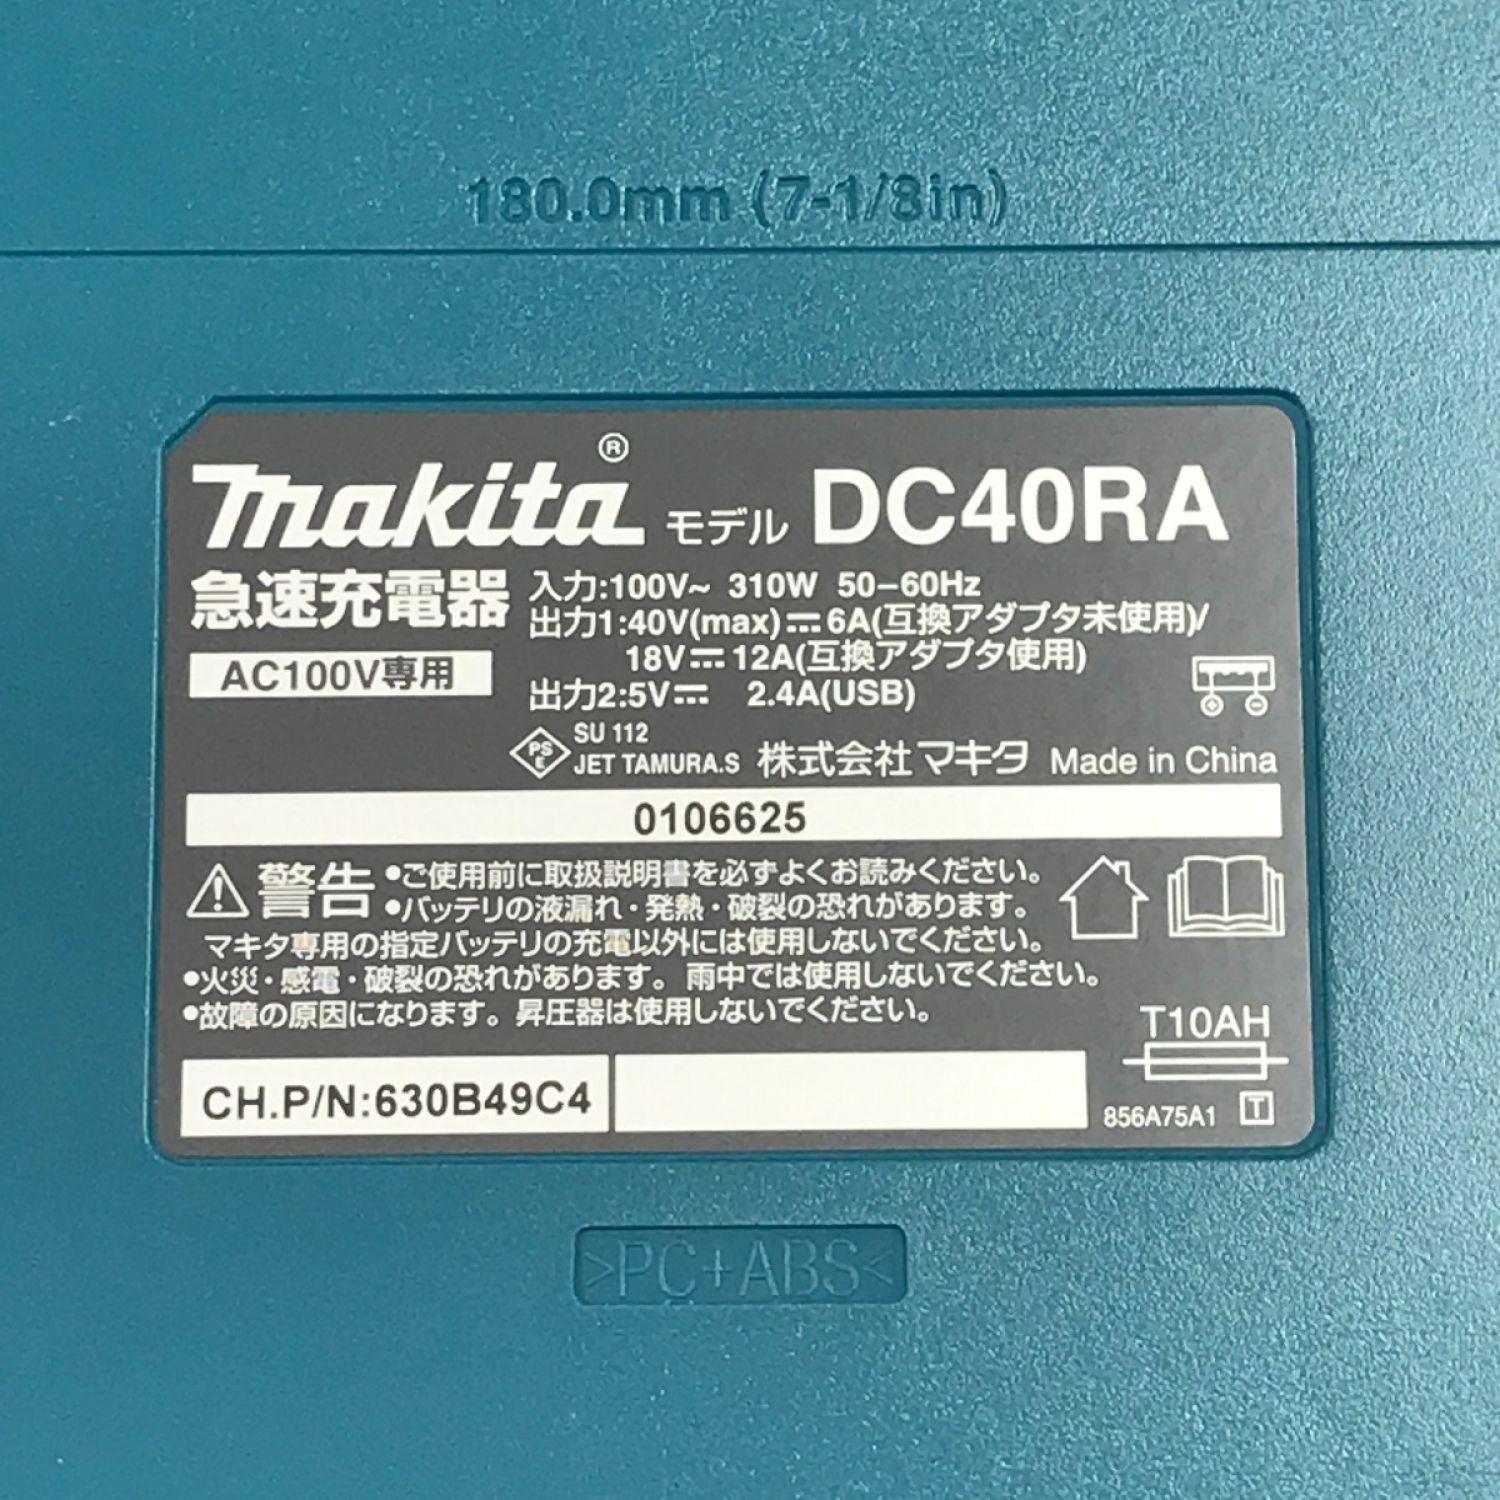 180.0mm (7-1/8in)
makita® モデル DC40RA
急速充電器
AC100V専用
入力:100V~ 310W 50-60Hz
出力1:40V(max)⎓6A(互換アダプタ未使用)/
18V⎓12A(互換アダプタ使用)
出力2:5V⎓ 2.4A(USB)
PSE SU 112
JET TAMURA.S 株式会社マキタ Made in China
0106625
警告 •ご使用前に取扱説明書を必ずよくお読みください。
•バッテリの液漏れ・発熱・破裂の恐れがあります。
マキタ専用の指定バッテリの充電以外には使用しないでください。
•火災・感電・破裂の恐れがあります。雨中では使用しないでください。
•故障の原因になります。昇圧器は使用しないでください。
T10AH
CH.P/N:630B49C4
856A75A1 T
>PC+ABS<